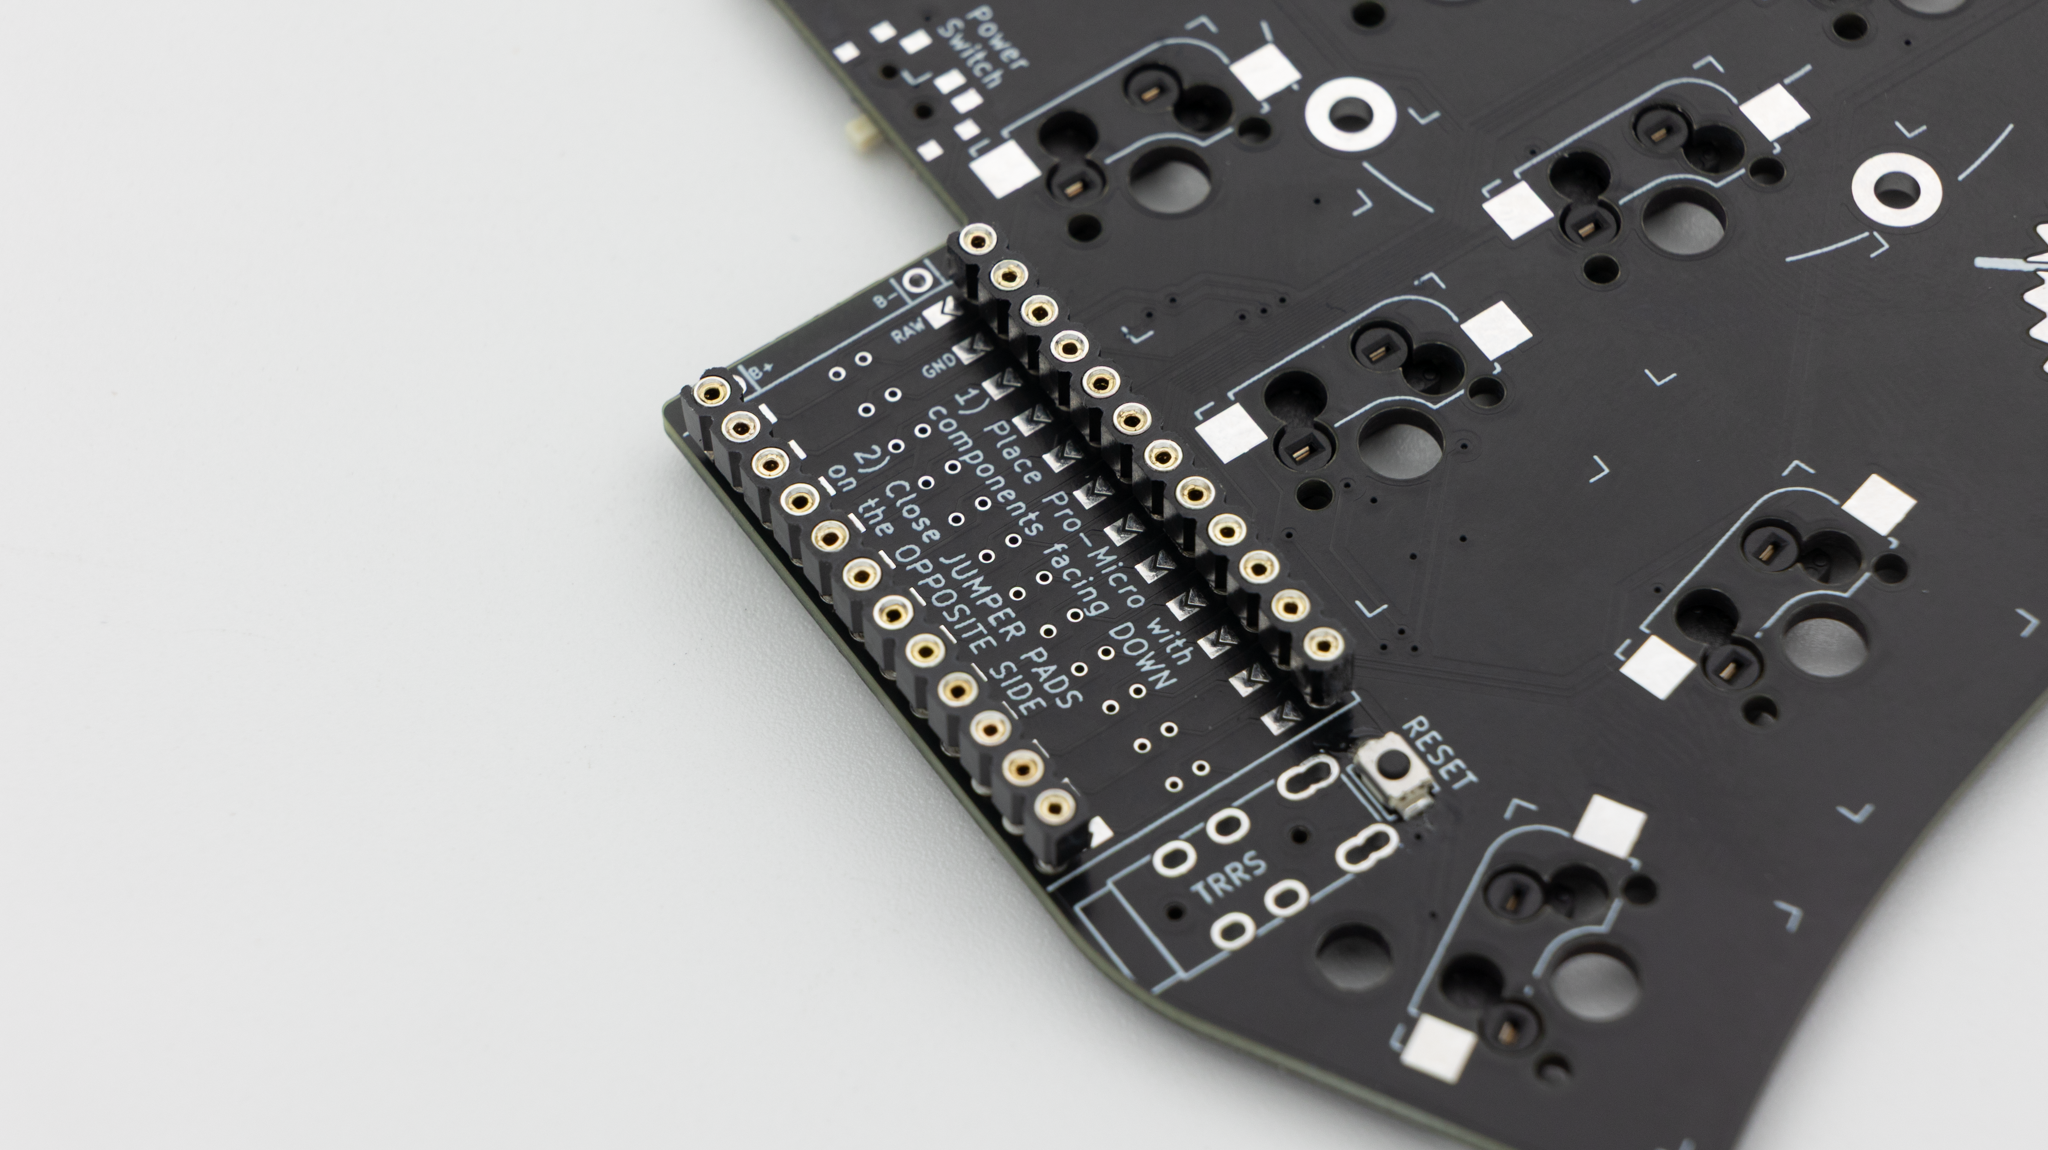 Power
Switch
B-
RAW
B+
GND
1) Place Pro-Micro with
components facing DOWN
2) Close JUMPER PADS
on the OPPOSITE SIDE
RESET
TRRS